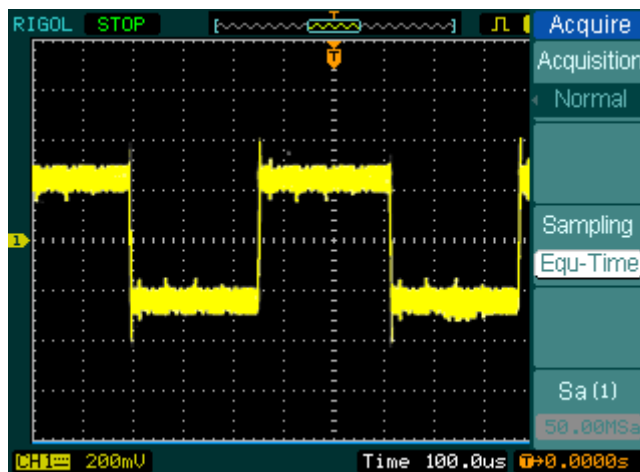 RIGOL STOP T
Acquire
Acquisition
Normal
T
Sampling
1
Equ-Time
Sa(1)
50.00MSa
CH1 200mV Time 100.0us T→0.0000s